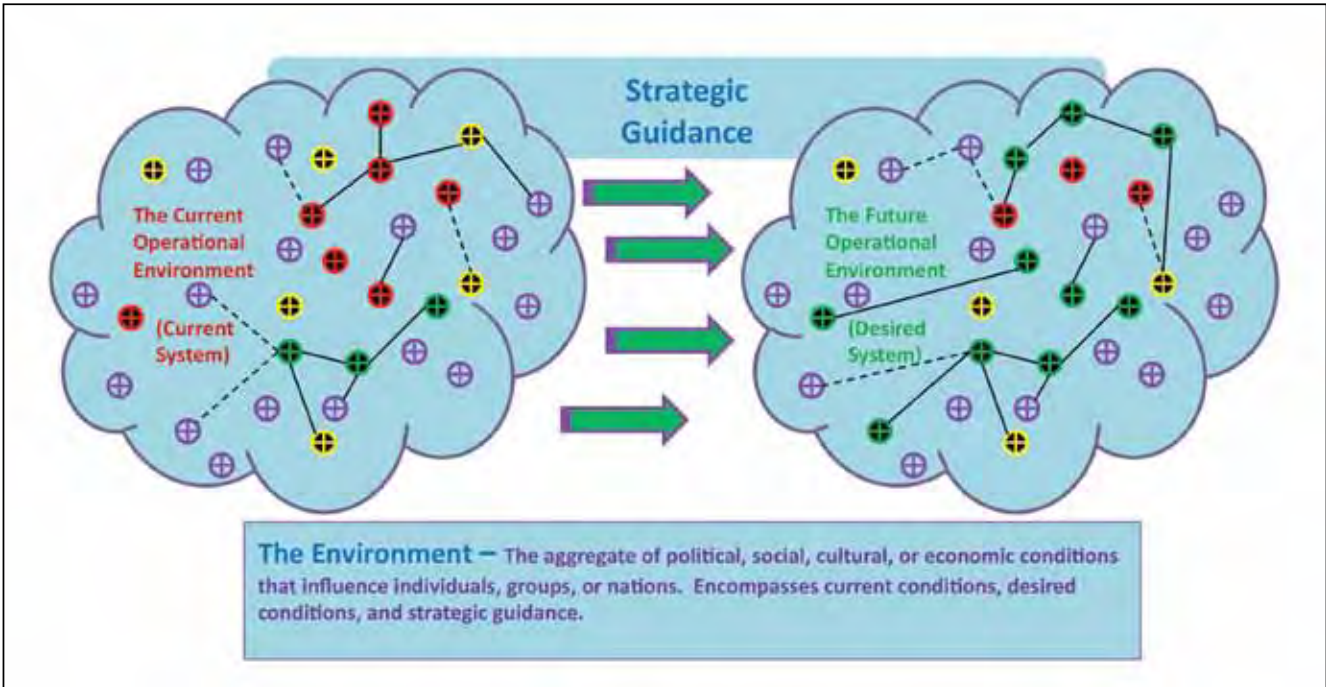 Strategic
Guidance
The Current
Operational
Environment
(Current
System)
The Future
Operational
Environment
(Desired
System)
The Environment – The aggregate of political, social, cultural, or economic conditions
that influence individuals, groups, or nations.  Encompasses current conditions, desired
conditions, and strategic guidance.